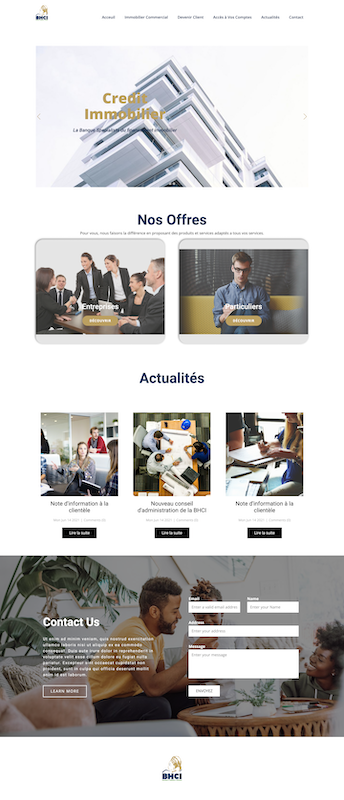 BHCI
Acceuil Immobilier Commercial Devenir Client Accès à Vos Comptes Actualités Contact
Credit
Immobilier
La Banque Spécialisée du financement immobilier
Nos Offres
Pour vous, nous faisons la différence en proposant des produits et services adaptés a tous vos services.
Entreprises
DÉCOUVRIR
Particuliers
DÉCOUVRIR
Actualités
Note d'information à la
clientèle
Lire la suite
Nouveau conseil
d'administration de la BHCI
Lire la suite
Note d'information à la
clientèle
Lire la suite
Contact Us
Ut enim ad minim veniam, quis nostrud exercitation
ullamco laboris nisi ut aliquip ex ea commodo
consequat. Duis aute irure dolor in reprehenderit in
voluptate velit esse cillum dolore eu fugiat nulla
pariatur. Excepteur sint occaecat cupidatat non
proident, sunt in culpa qui officia deserunt mollit
anim id est laborum.
LEARN MORE
Email Name
Enter a valid email address Enter your Name
Address
Enter your address
Message
Enter your message
ENVOYEZ
BHCI